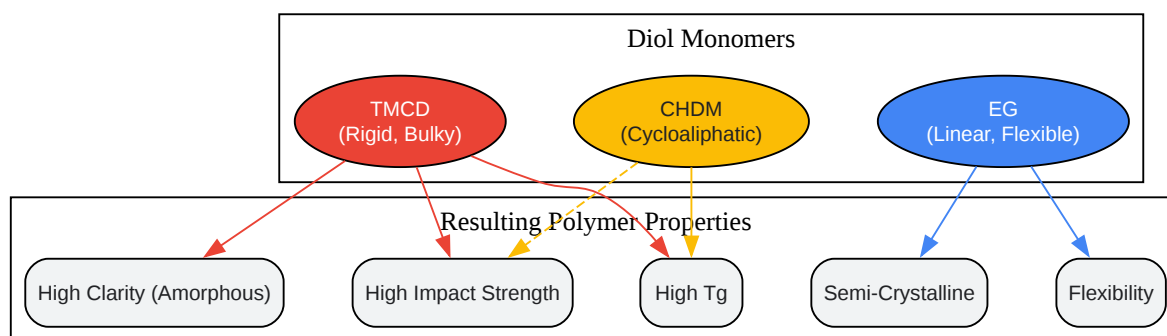 Diol Monomers
TMCD
(Rigid, Bulky)
CHDM
(Cycloaliphatic)
EG
(Linear, Flexible)
Resulting Polymer Properties
High Clarity (Amorphous)
High Impact Strength
High Tg
Semi-Crystalline
Flexibility